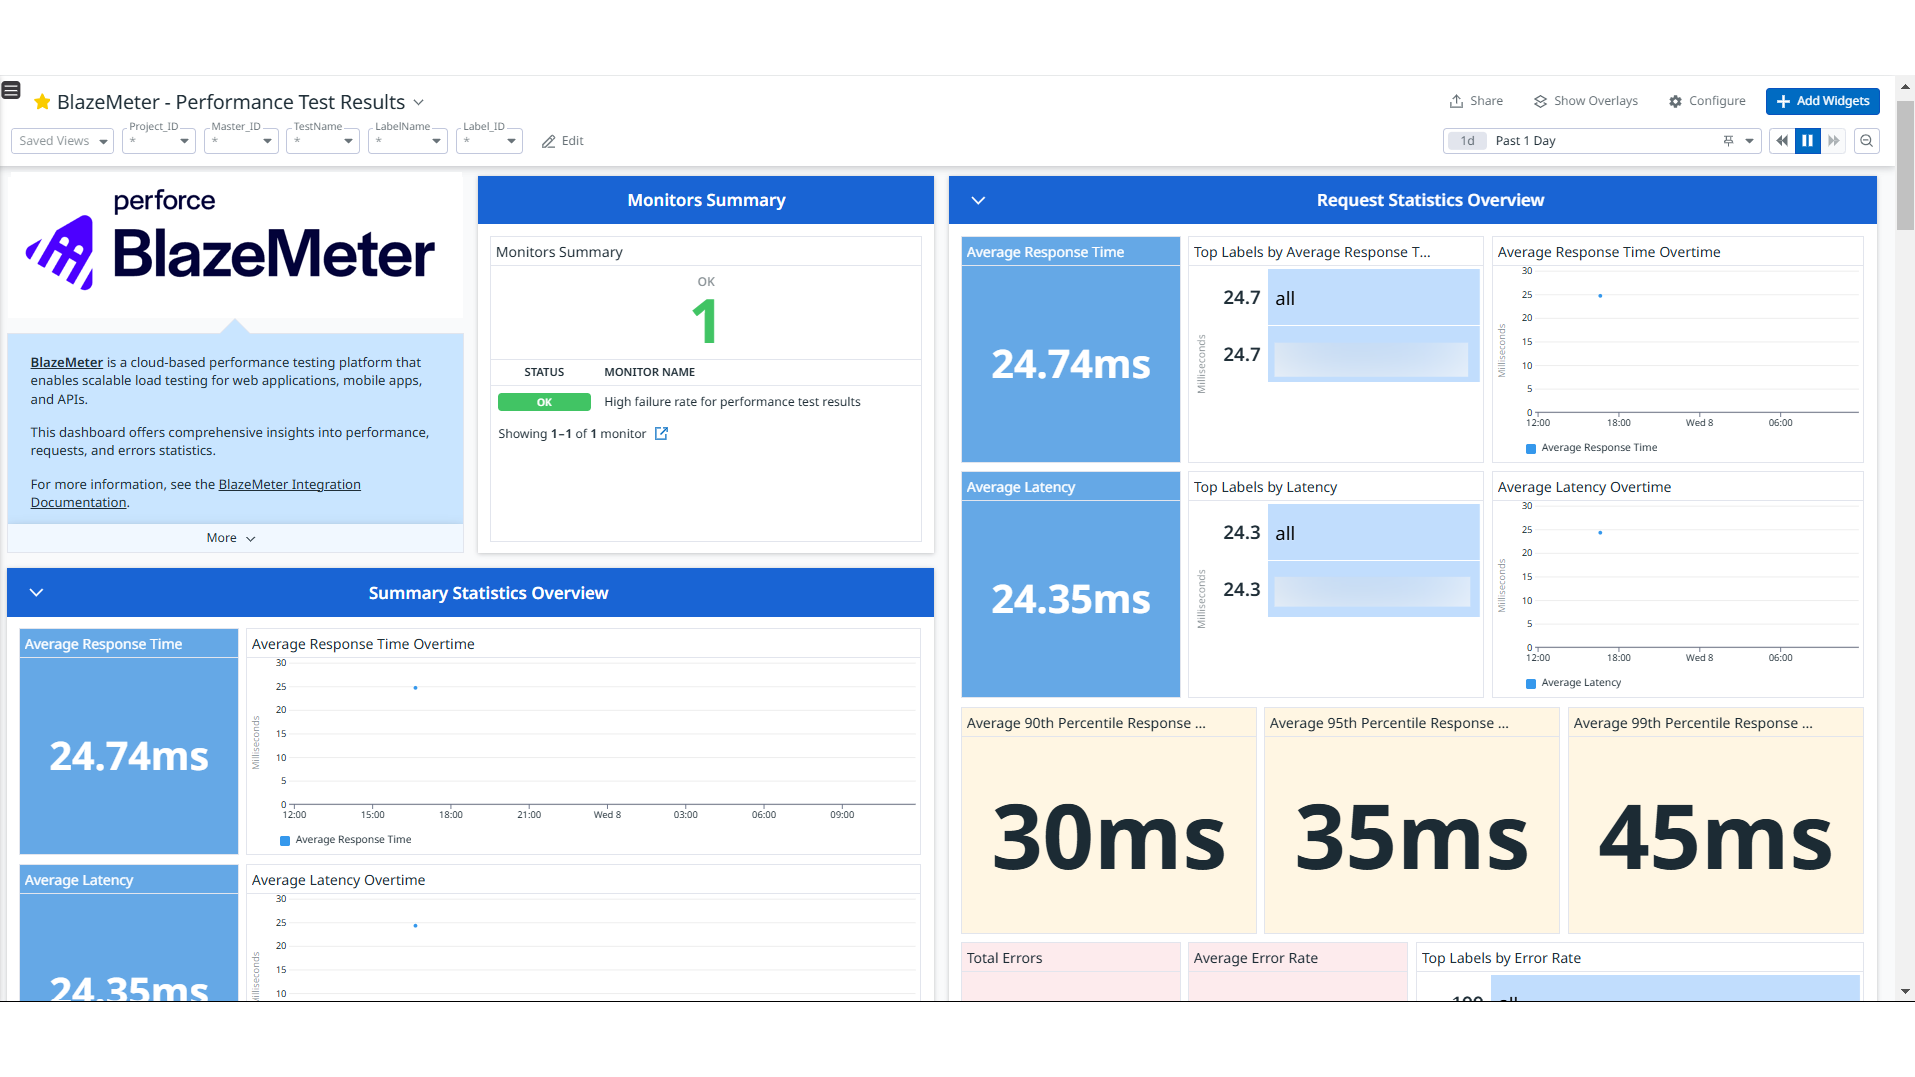 BlazeMeter - Performance Test Results
Share
Show Overlays
Configure
Add Widgets
Saved Views
Project_ID
*
Master_ID
*
TestName
*
LabelName
*
Label_ID
*
Edit
1d
Past 1 Day
perforce
BlazeMeter
BlazeMeter is a cloud-based performance testing platform that
enables scalable load testing for web applications, mobile apps,
and APIs.
This dashboard offers comprehensive insights into performance,
requests, and errors statistics.
For more information, see the BlazeMeter Integration
Documentation.
More
Monitors Summary
Monitors Summary
OK
1
STATUS
MONITOR NAME
OK
High failure rate for performance test results
Showing 1–1 of 1 monitor
Summary Statistics Overview
Average Response Time
24.74ms
Average Response Time Overtime
Milliseconds
30
25
20
15
10
5
0
12:00
15:00
18:00
21:00
Wed 8
03:00
06:00
09:00
Average Response Time
Average Latency
24.35ms
Average Latency Overtime
30
25
20
15
10
Request Statistics Overview
Average Response Time
24.74ms
Top Labels by Average Response T...
Milliseconds
24.7
all
24.7
Average Response Time Overtime
Milliseconds
30
25
20
15
10
5
0
12:00
18:00
Wed 8
06:00
Average Response Time
Average Latency
24.35ms
Top Labels by Latency
Milliseconds
24.3
all
24.3
Average Latency Overtime
Milliseconds
30
25
20
15
10
5
0
12:00
18:00
Wed 8
06:00
Average Latency
Average 90th Percentile Response ...
30ms
Average 95th Percentile Response ...
35ms
Average 99th Percentile Response ...
45ms
Total Errors
Average Error Rate
Top Labels by Error Rate
100
all